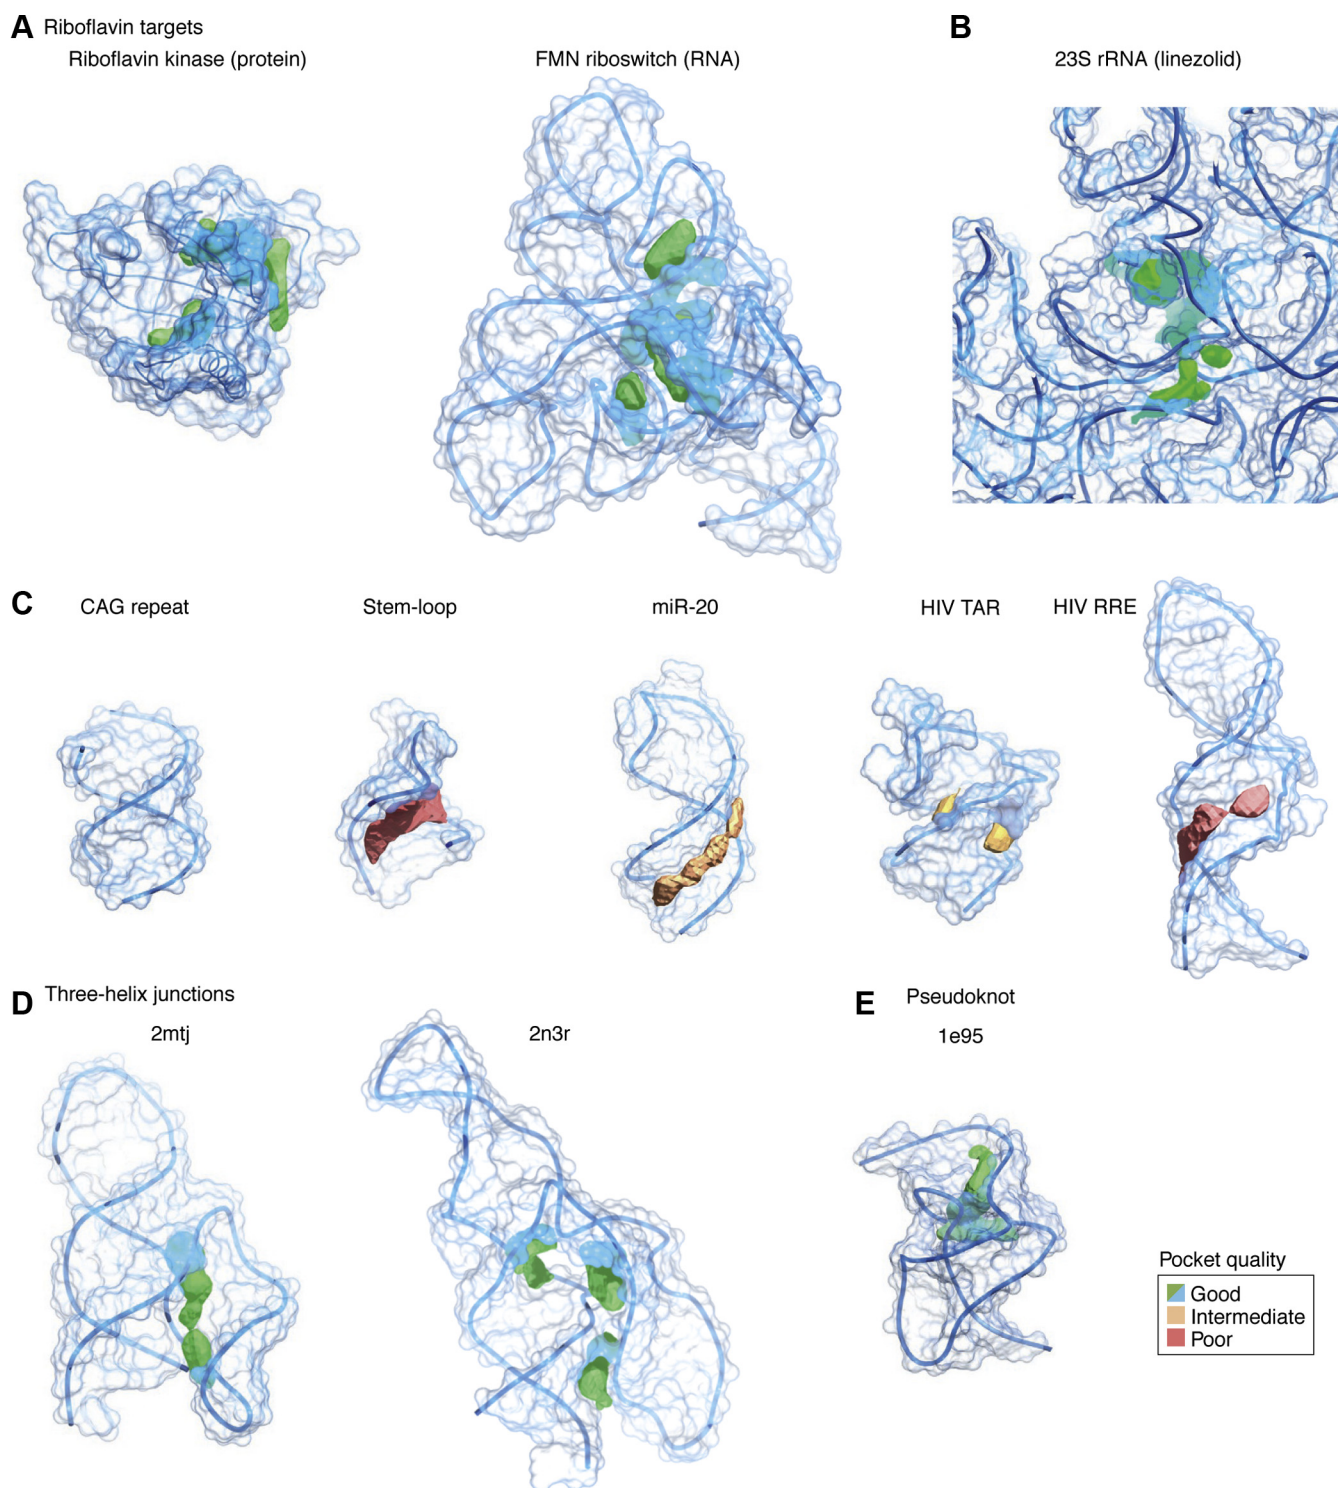 A Riboflavin targets
Riboflavin kinase (protein)
FMN riboswitch (RNA)
B
23S rRNA (linezolid)
C
CAG repeat
Stem-loop
miR-20
HIV TAR
HIV RRE
D Three-helix junctions
2mtj
2n3r
E Pseudoknot
1e95
Pocket quality
Good
Intermediate
Poor